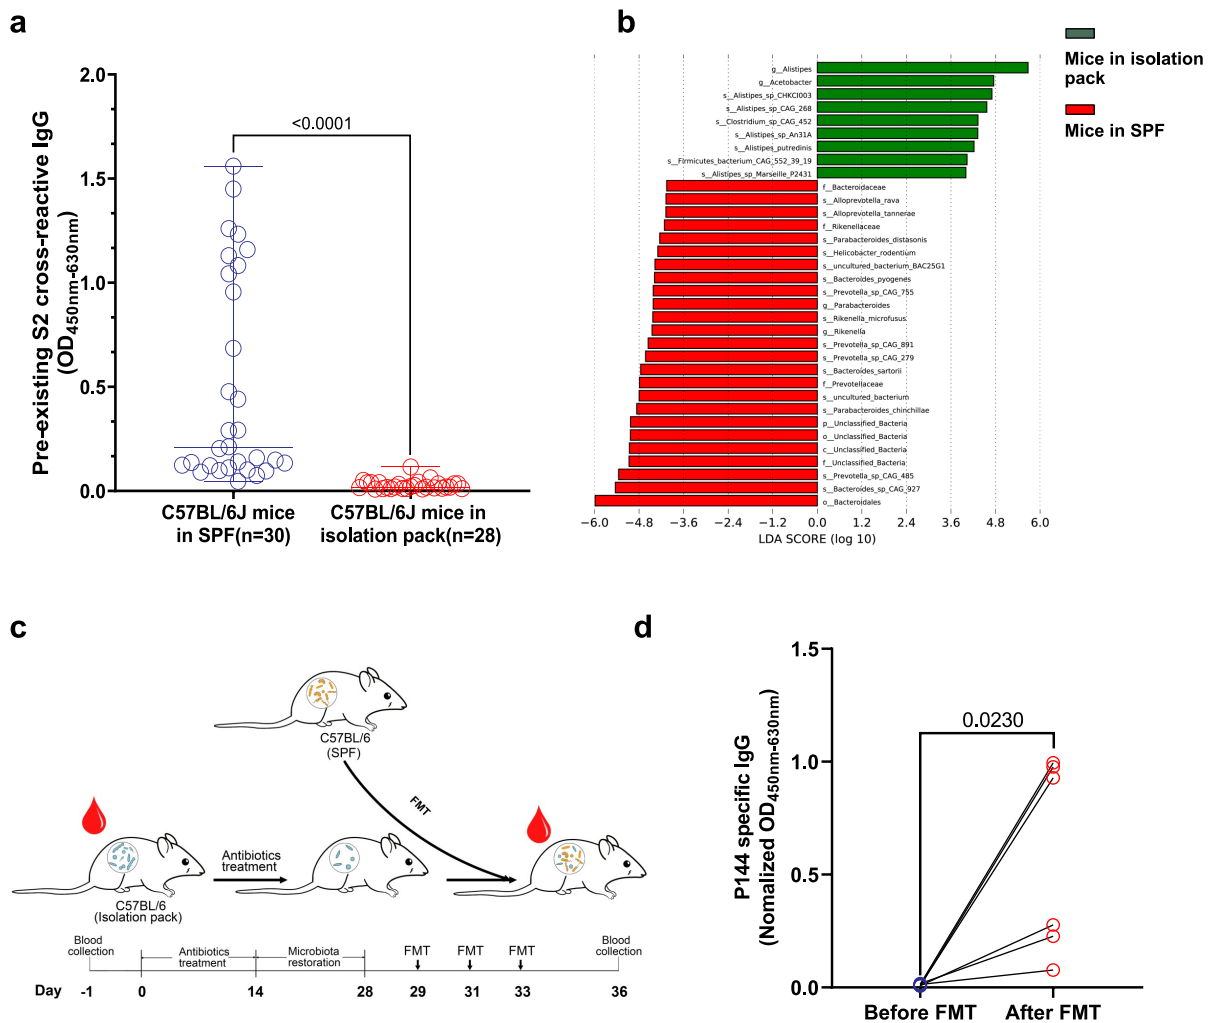 a
2.0
1.5
1.0
0.5
0.0
Pre-existing S2 cross-reactive IgG
(OD450nm-630nm)
<0.0001
C57BL/6J mice
in SPF(n=30)
C57BL/6J mice in
isolation pack(n=28)
b
Mice in isolation
pack
Mice in SPF
g__Alistipes
g__Acetobacter
s__Alistipes_sp_CHKCI003
s__Alistipes_sp_CAG_268
s__Clostridium_sp_CAG_452
s__Alistipes_sp_An31A
s__Alistipes_putredinis
s__Firmicutes_bacterium_CAG_552_39_19
s__Alistipes_sp_Marseille_P2431
f__Bacteroidaceae
s__Alloprevotella_rava
s__Alloprevotella_tannerae
f__Rikenellaceae
s__Parabacteroides_distasonis
s__Helicobacter_rodentium
s__uncultured_bacterium_BAC25G1
s__Bacteroides_pyogenes
s__Prevotella_sp_CAG_755
g__Parabacteroides
s__Rikenella_microfusus
g__Rikenella
s__Prevotella_sp_CAG_891
s__Prevotella_sp_CAG_279
s__Bacteroides_sartorii
f__Prevotellaceae
s__uncultured_bacterium
s__Parabacteroides_chinchillae
p__Unclassified_Bacteria
o__Unclassified_Bacteria
c__Unclassified_Bacteria
f__Unclassified_Bacteria
s__Prevotella_sp_CAG_485
s__Bacteroides_sp_CAG_927
o__Bacteroidales
−6.0 −4.8 −3.6 −2.4 −1.2 0.0 1.2 2.4 3.6 4.8 6.0
LDA SCORE (log 10)
c
C57BL/6
(SPF)
FMT
Antibiotics
treatment
C57BL/6
(Isolation pack)
Blood
collection
Antibiotics
treatment
Microbiota
restoration
FMT FMT FMT
Blood
collection
Day -1 0 14 28 29 31 33 36
d
1.5
1.0
0.5
0.0
P144 specific IgG
(Nomalized OD450nm-630nm)
0.0230
Before FMT After FMT